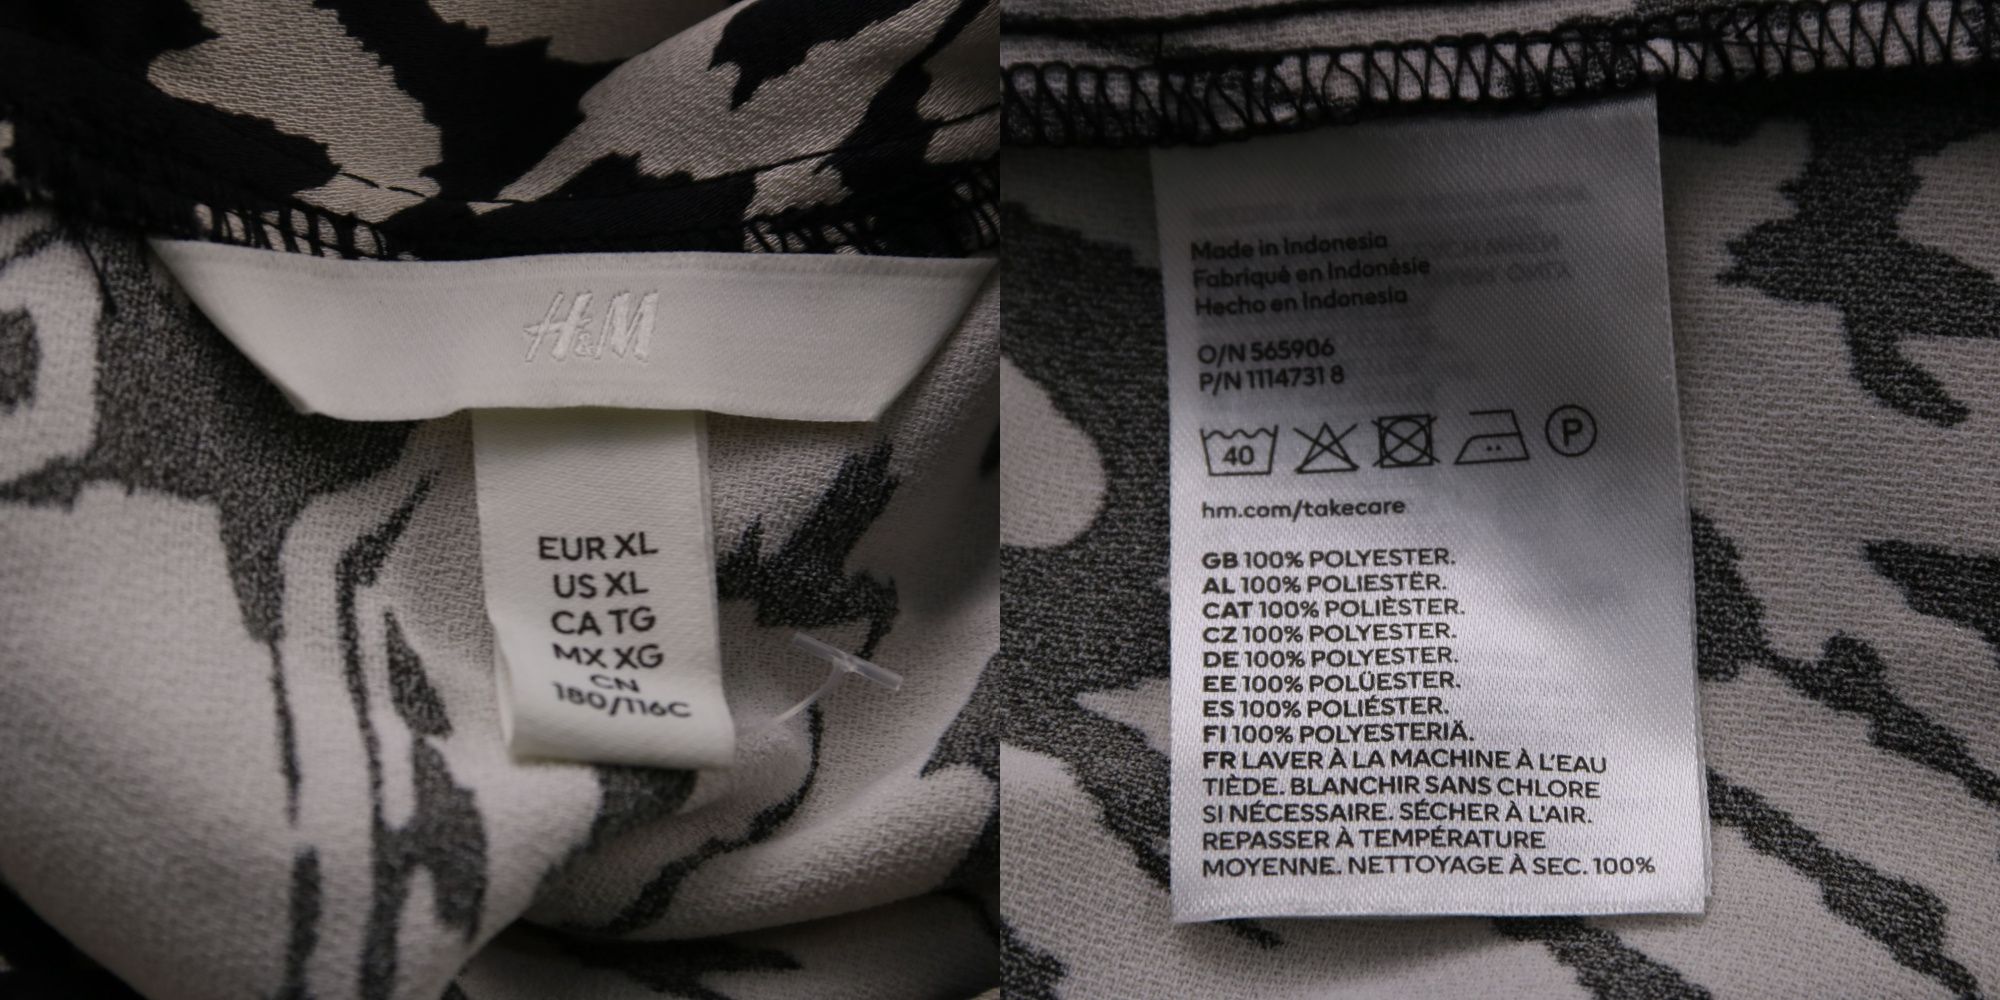 H&M
EUR XL
US XL
CA TG
MX XG
CN
180/116C
Made in Indonesia
Fabriqué en Indonésie
Hecho en Indonesia
O/N 565906
P/N 1114731 8
40
P
hm.com/takecare
GB 100% POLYESTER.
AL 100% POLIESTËR.
CAT 100% POLIÈSTER.
CZ 100% POLYESTER.
DE 100% POLYESTER.
EE 100% POLÜESTER.
ES 100% POLIÉSTER.
FI 100% POLYESTERIÄ.
FR LAVER À LA MACHINE À L'EAU
TIÈDE. BLANCHIR SANS CHLORE
SI NÉCESSAIRE. SÉCHER À L'AIR.
REPASSER À TEMPÉRATURE
MOYENNE. NETTOYAGE À SEC. 100%